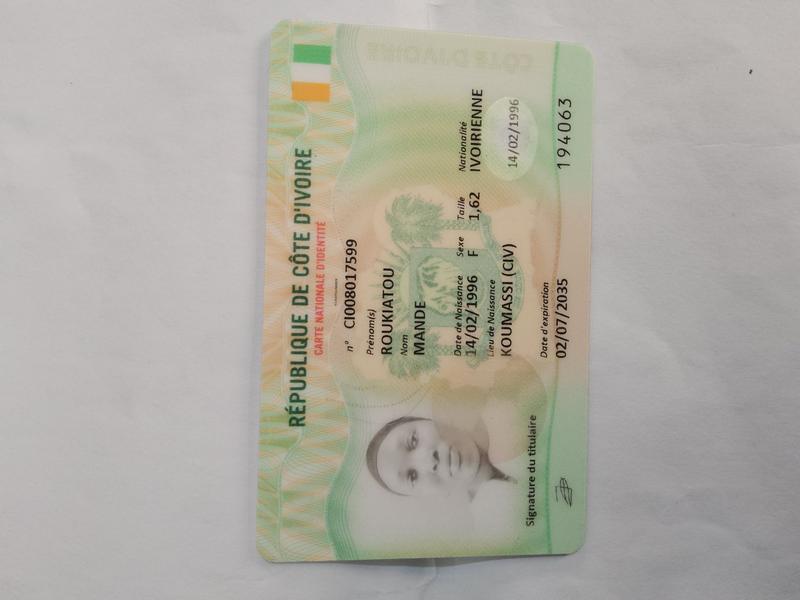 CÔTE D'IVOIRE
RÉPUBLIQUE DE CÔTE D'IVOIRE
CARTE NATIONALE D'IDENTITÉ
n° CI008017599
Prénom(s)
ROUKIATOU
Nom
MANDE
Date de Naissance Sexe Taille Nationalité
14/02/1996 F 1,62 IVOIRIENNE
Lieu de Naissance
KOUMASSI (CIV)
14/02/1996
Date d'expiration
02/07/2035
Signature du titulaire
194063